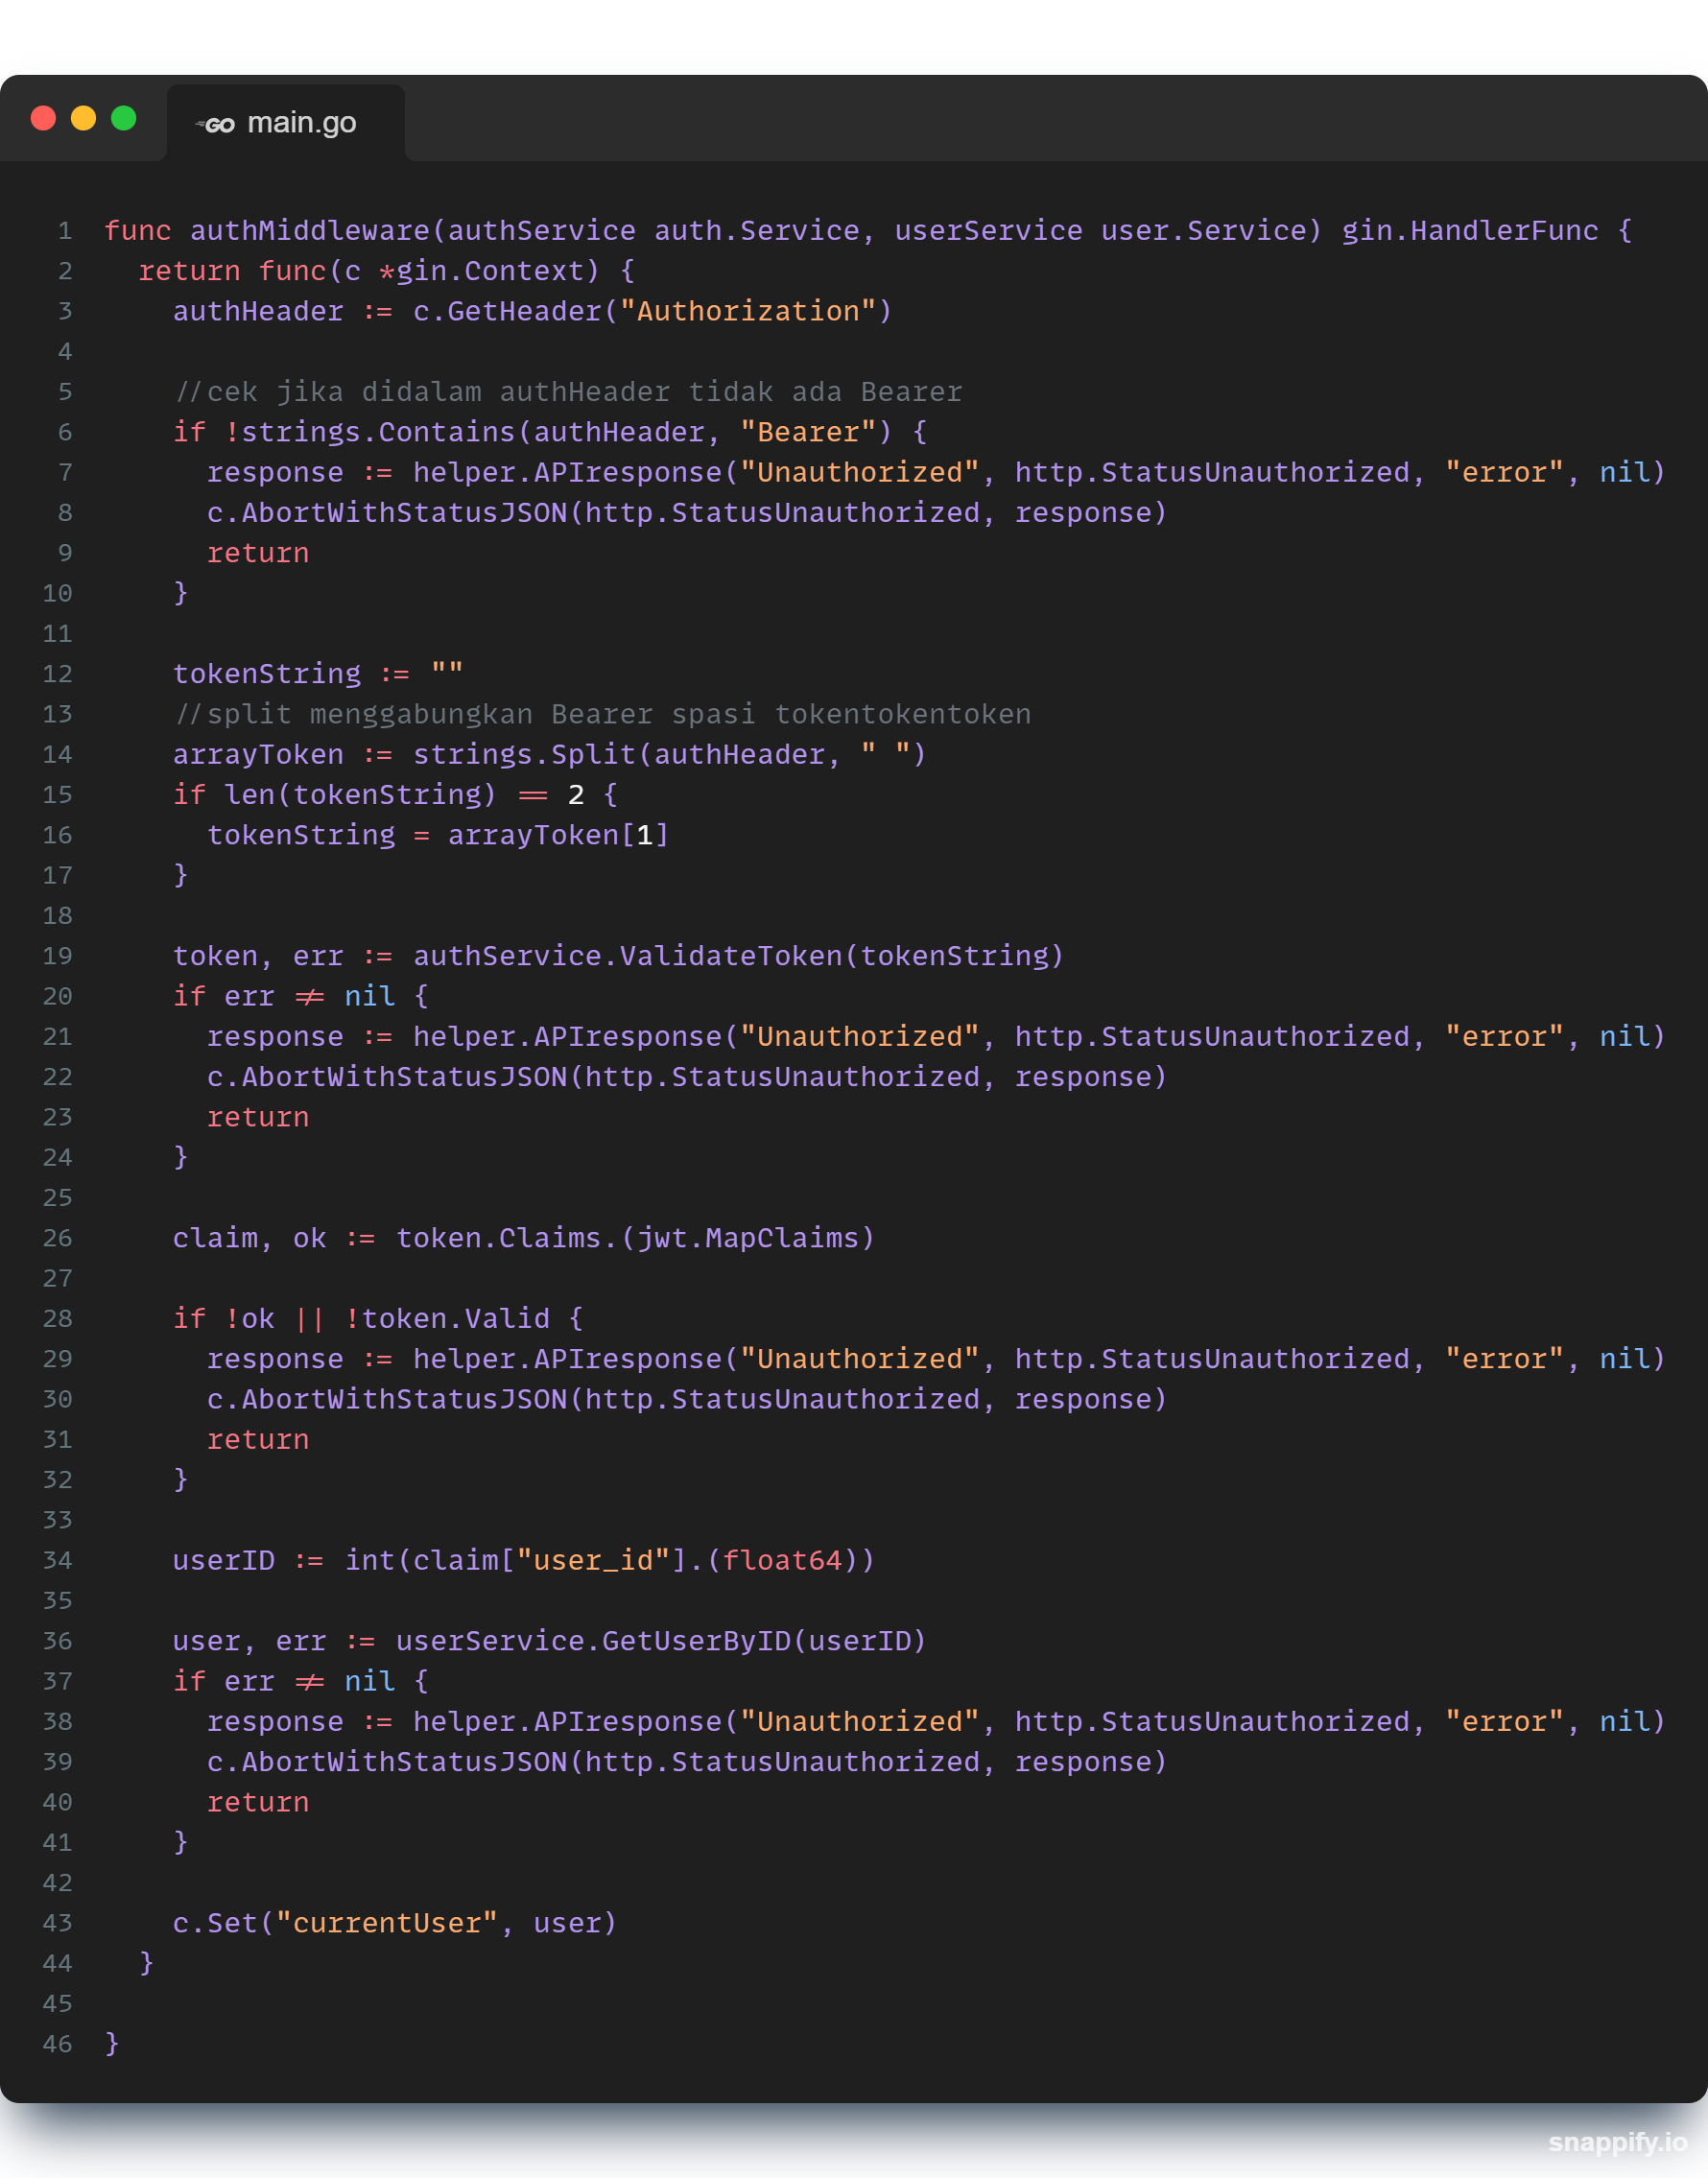 GO main.go
1 func authMiddleware(authService auth.Service, userService user.Service) gin.HandlerFunc {
2   return func(c *gin.Context) {
3     authHeader := c.GetHeader("Authorization")
4
5     //cek jika didalam authHeader tidak ada Bearer
6     if !strings.Contains(authHeader, "Bearer") {
7       response := helper.APIresponse("Unauthorized", http.StatusUnauthorized, "error", nil)
8       c.AbortWithStatusJSON(http.StatusUnauthorized, response)
9       return
10     }
11
12     tokenString := ""
13     //split menggabungkan Bearer spasi tokentokentoken
14     arrayToken := strings.Split(authHeader, " ")
15     if len(tokenString) == 2 {
16       tokenString = arrayToken[1]
17     }
18
19     token, err := authService.ValidateToken(tokenString)
20     if err != nil {
21       response := helper.APIresponse("Unauthorized", http.StatusUnauthorized, "error", nil)
22       c.AbortWithStatusJSON(http.StatusUnauthorized, response)
23       return
24     }
25
26     claim, ok := token.Claims.(jwt.MapClaims)
27
28     if !ok || !token.Valid {
29       response := helper.APIresponse("Unauthorized", http.StatusUnauthorized, "error", nil)
30       c.AbortWithStatusJSON(http.StatusUnauthorized, response)
31       return
32     }
33
34     userID := int(claim["user_id"].(float64))
35
36     user, err := userService.GetUserByID(userID)
37     if err != nil {
38       response := helper.APIresponse("Unauthorized", http.StatusUnauthorized, "error", nil)
39       c.AbortWithStatusJSON(http.StatusUnauthorized, response)
40       return
41     }
42
43     c.Set("currentUser", user)
44   }
45
46 }
snappify.io